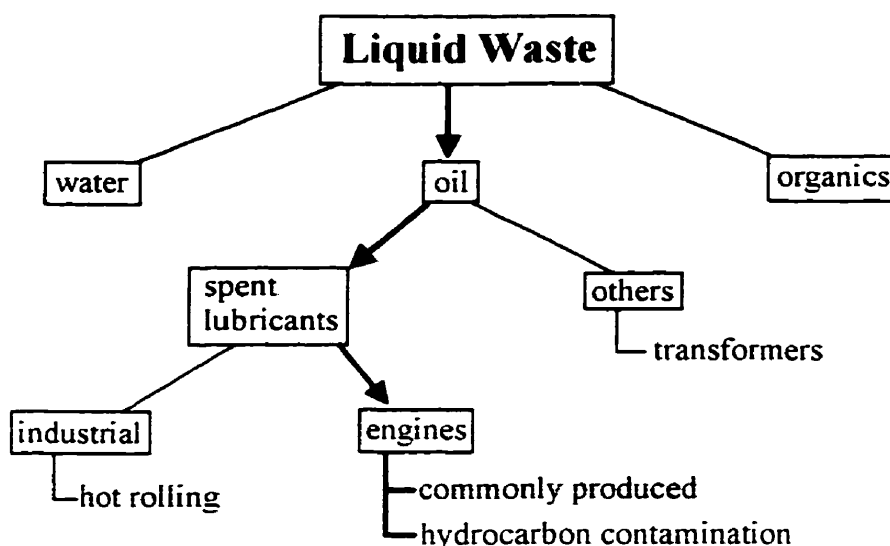 Liquid Waste
water
oil
organics
spent
lubricants
others
transformers
industrial
engines
hot rolling
commonly produced
hydrocarbon contamination